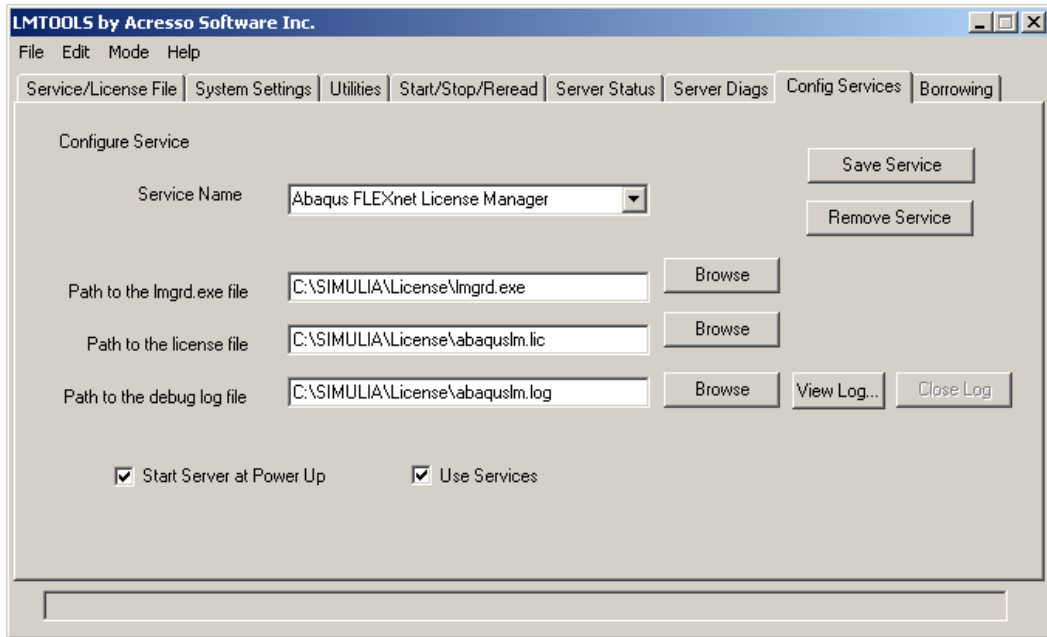 LMTOOLS by Acresso Software Inc.
File Edit Mode Help
Service/License File System Settings Utilities Start/Stop/Reread Server Status Server Diags Config Services Borrowing
Configure Service
Save Service
Service Name Abaqus FLEXnet License Manager
Remove Service
Path to the lmgrd.exe file C:\SIMULIA\License\lmgrd.exe Browse
Path to the license file C:\SIMULIA\License\abaquslm.lic Browse
Path to the debug log file C:\SIMULIA\License\abaquslm.log Browse View Log... Close Log
Start Server at Power Up Use Services